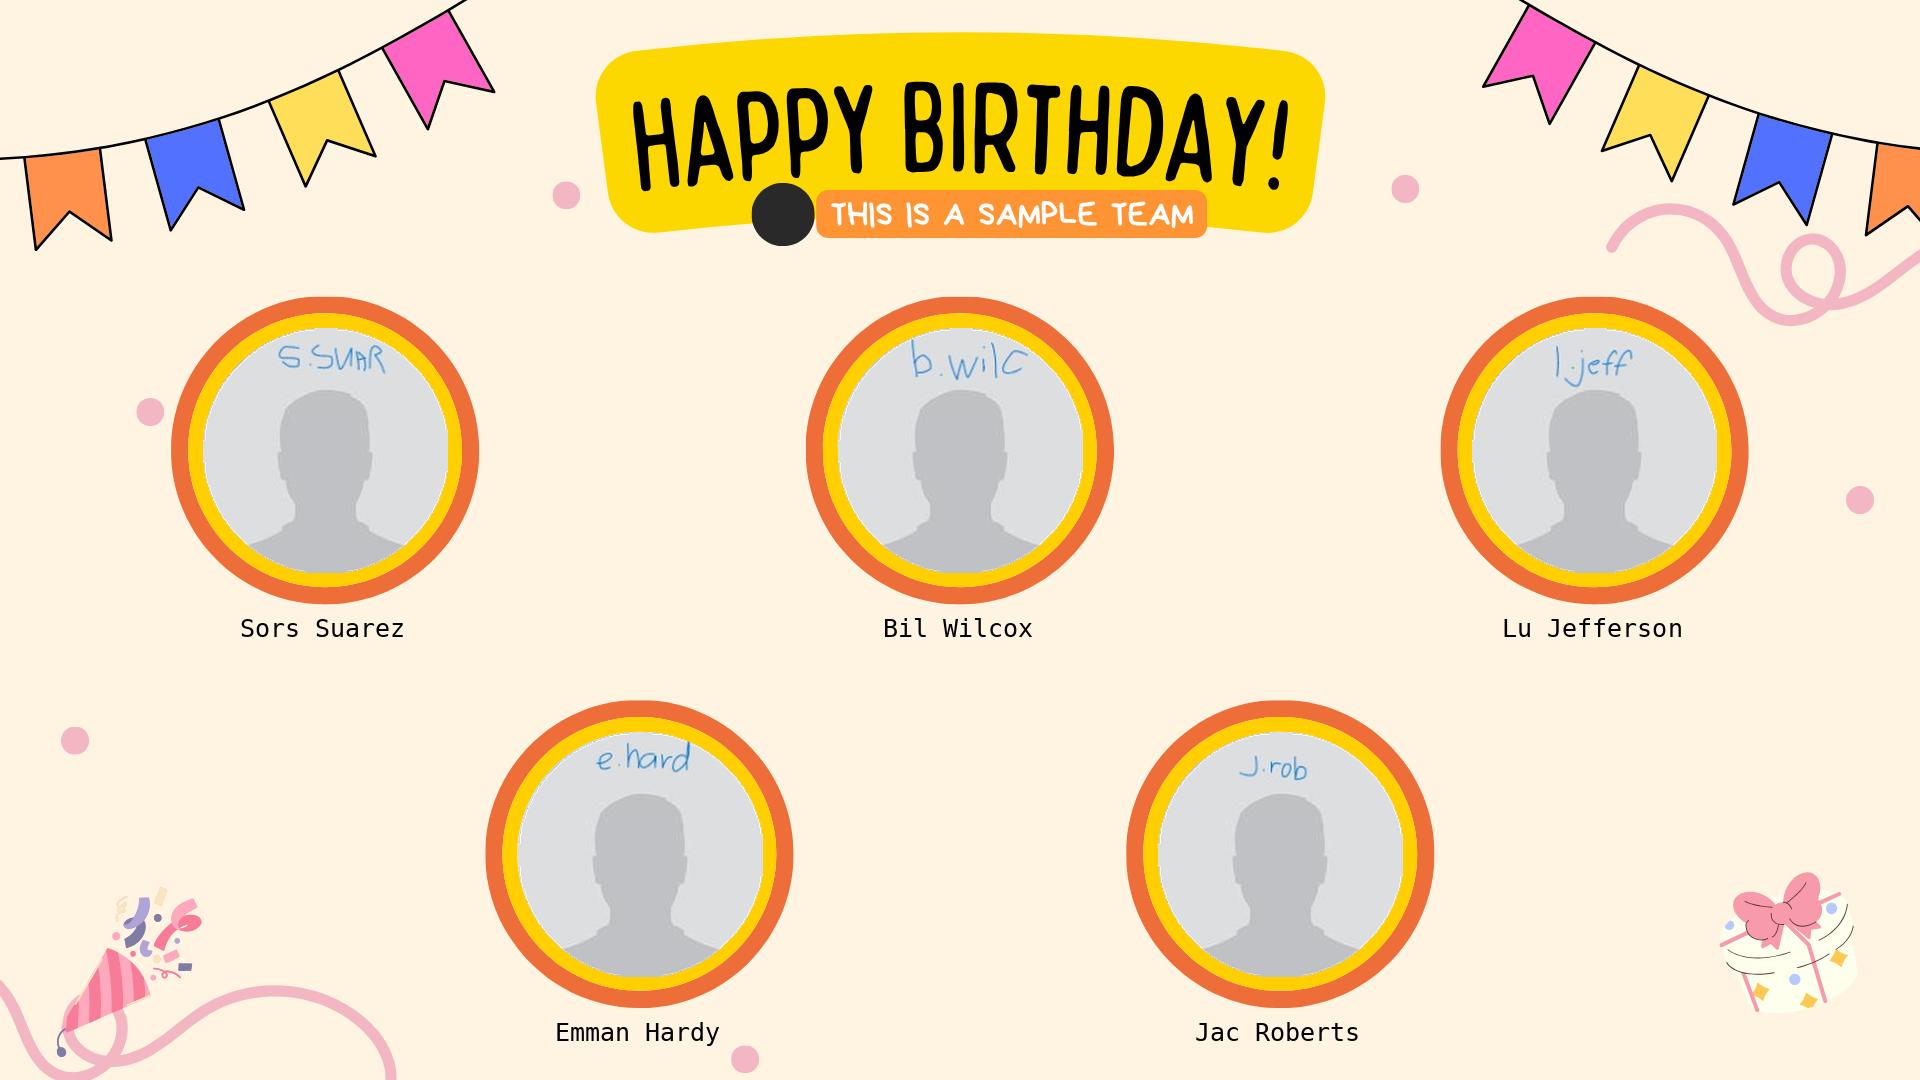 HAPPY BIRTHDAY!
THIS IS A SAMPLE TEAM
S.SUAR
b.wilc
l.jeff
Sors Suarez
Bil Wilcox
Lu Jefferson
e.hard
J.rob
Emman Hardy
Jac Roberts